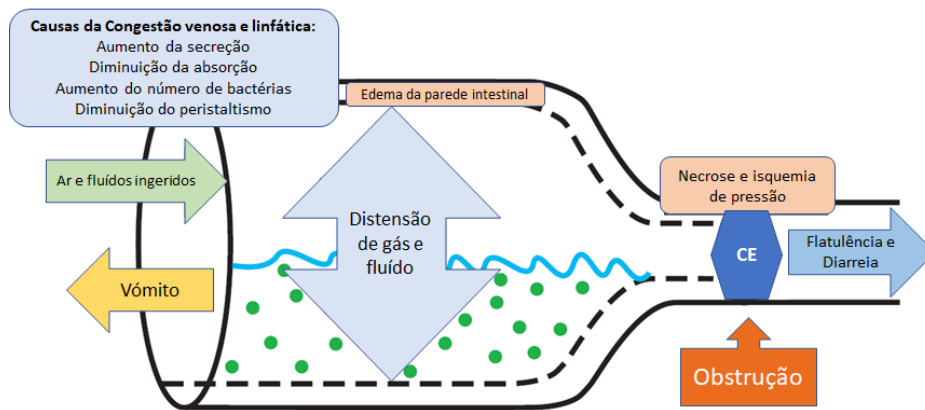 Causas da Congestão venosa e linfática:
Aumento da secreção
Diminuição da absorção
Aumento do número de bactérias
Diminuição do peristaltismo
Edema da parede intestinal
Ar e fluídos ingeridos
Vómito
Distensão
de gás e
fluído
Necrose e isquemia
de pressão
CE
Flatulência e
Diarreia
Obstrução